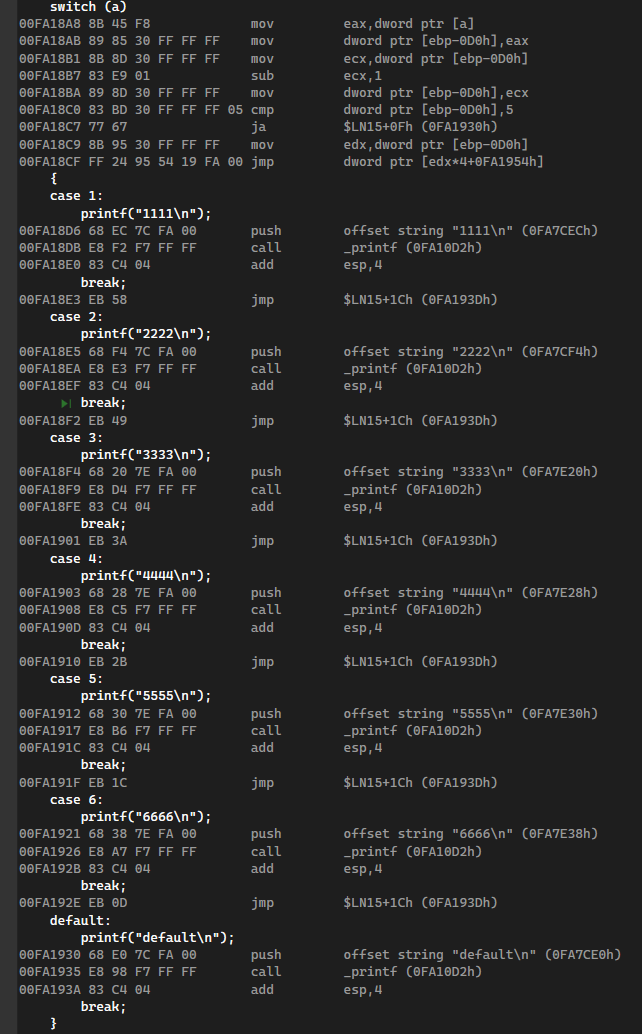 switch (a)
00FA18A8 8B 45 F8 mov eax,dword ptr [a]
00FA18AB 89 85 30 FF FF FF mov dword ptr [ebp-0D0h],eax
00FA18B1 8B 8D 30 FF FF FF mov ecx,dword ptr [ebp-0D0h]
00FA18B7 83 E9 01 sub ecx,1
00FA18BA 89 8D 30 FF FF FF mov dword ptr [ebp-0D0h],ecx
00FA18C0 83 BD 30 FF FF FF 05 cmp dword ptr [ebp-0D0h],5
00FA18C7 77 67 ja $LN15+0Fh (0FA1930h)
00FA18C9 8B 95 30 FF FF FF mov edx,dword ptr [ebp-0D0h]
00FA18CF FF 24 95 54 19 FA 00 jmp dword ptr [edx*4+0FA1954h]
{
case 1:
printf("1111\n");
00FA18D6 68 EC 7C FA 00 push offset string "1111\n" (0FA7CECh)
00FA18DB E8 F2 F7 FF FF call _printf (0FA10D2h)
00FA18E0 83 C4 04 add esp,4
break;
00FA18E3 EB 58 jmp $LN15+1Ch (0FA193Dh)
case 2:
printf("2222\n");
00FA18E5 68 F4 7C FA 00 push offset string "2222\n" (0FA7CF4h)
00FA18EA E8 E3 F7 FF FF call _printf (0FA10D2h)
00FA18EF 83 C4 04 add esp,4
break;
00FA18F2 EB 49 jmp $LN15+1Ch (0FA193Dh)
case 3:
printf("3333\n");
00FA18F4 68 20 7E FA 00 push offset string "3333\n" (0FA7E20h)
00FA18F9 E8 D4 F7 FF FF call _printf (0FA10D2h)
00FA18FE 83 C4 04 add esp,4
break;
00FA1901 EB 3A jmp $LN15+1Ch (0FA193Dh)
case 4:
printf("4444\n");
00FA1903 68 28 7E FA 00 push offset string "4444\n" (0FA7E28h)
00FA1908 E8 C5 F7 FF FF call _printf (0FA10D2h)
00FA190D 83 C4 04 add esp,4
break;
00FA1910 EB 2B jmp $LN15+1Ch (0FA193Dh)
case 5:
printf("5555\n");
00FA1912 68 30 7E FA 00 push offset string "5555\n" (0FA7E30h)
00FA1917 E8 B6 F7 FF FF call _printf (0FA10D2h)
00FA191C 83 C4 04 add esp,4
break;
00FA191F EB 1C jmp $LN15+1Ch (0FA193Dh)
case 6:
printf("6666\n");
00FA1921 68 38 7E FA 00 push offset string "6666\n" (0FA7E38h)
00FA1926 E8 A7 F7 FF FF call _printf (0FA10D2h)
00FA192B 83 C4 04 add esp,4
break;
00FA192E EB 0D jmp $LN15+1Ch (0FA193Dh)
default:
printf("default\n");
00FA1930 68 E0 7C FA 00 push offset string "default\n" (0FA7CE0h)
00FA1935 E8 98 F7 FF FF call _printf (0FA10D2h)
00FA193A 83 C4 04 add esp,4
break;
}